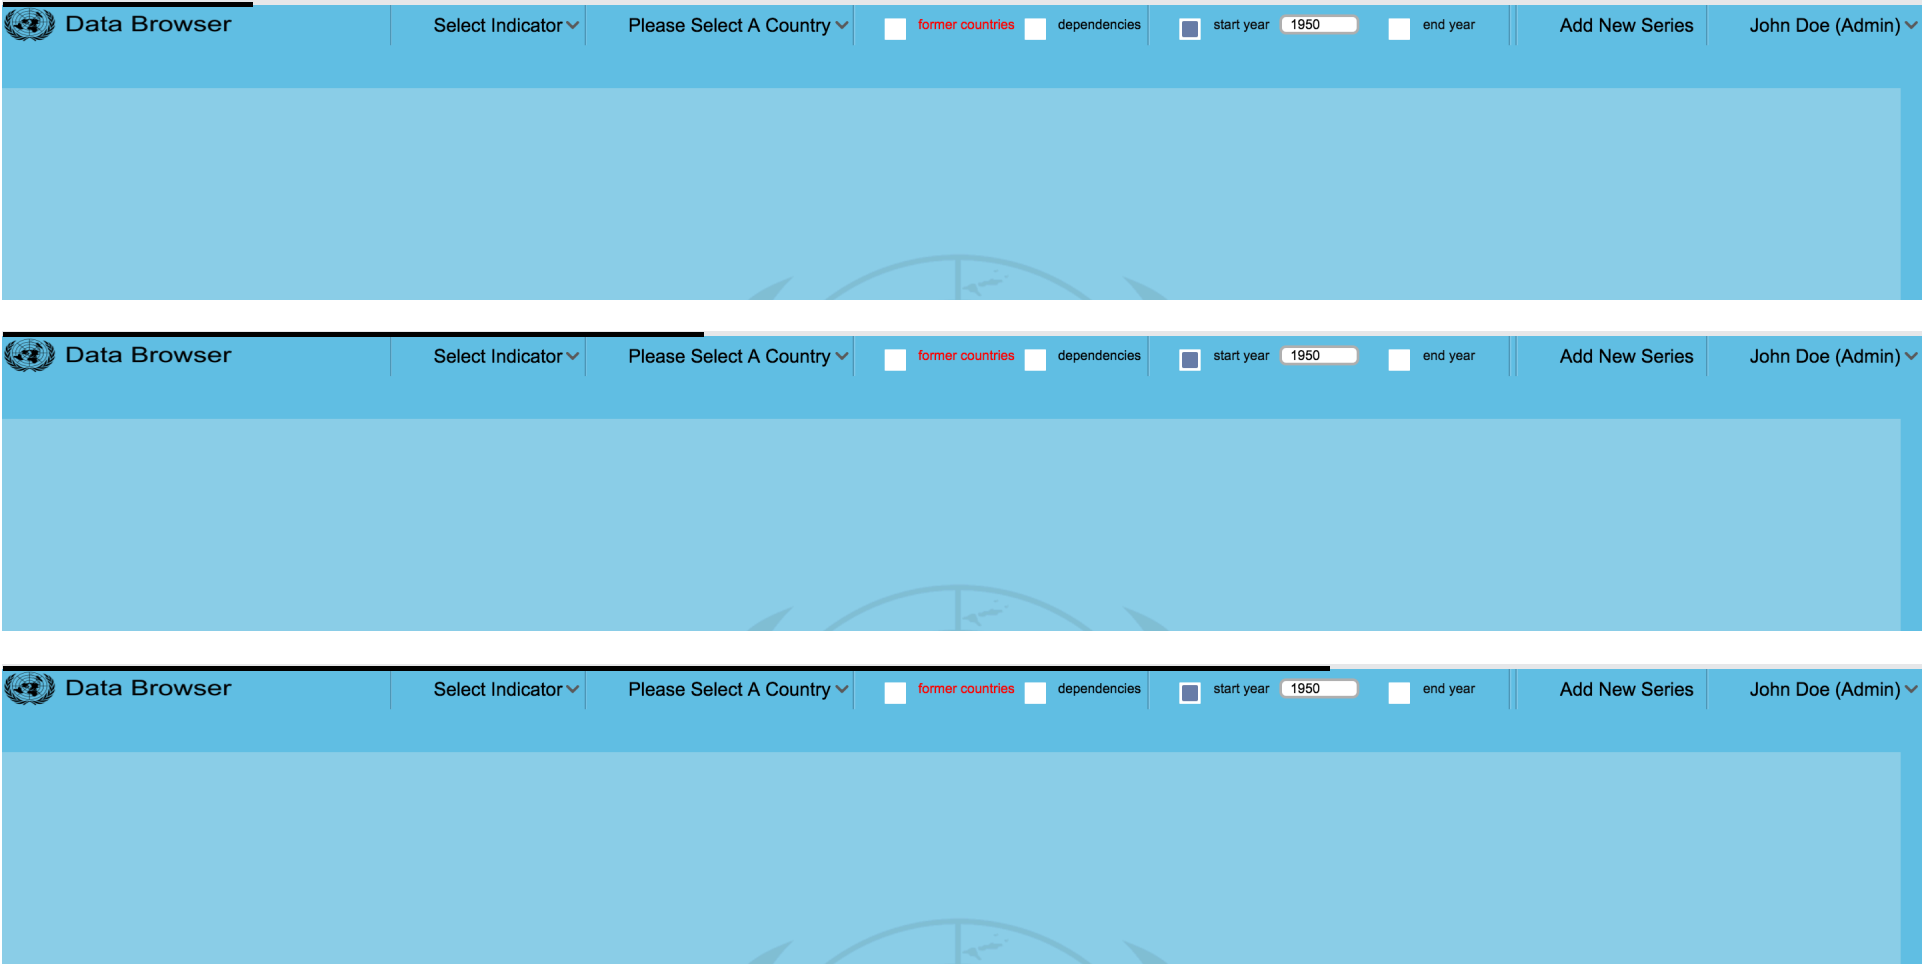 Data Browser Select Indicator Please Select A Country former countries dependencies start year 1950 end year Add New Series John Doe (Admin)
Data Browser Select Indicator Please Select A Country former countries dependencies start year 1950 end year Add New Series John Doe (Admin)
Data Browser Select Indicator Please Select A Country former countries dependencies start year 1950 end year Add New Series John Doe (Admin)